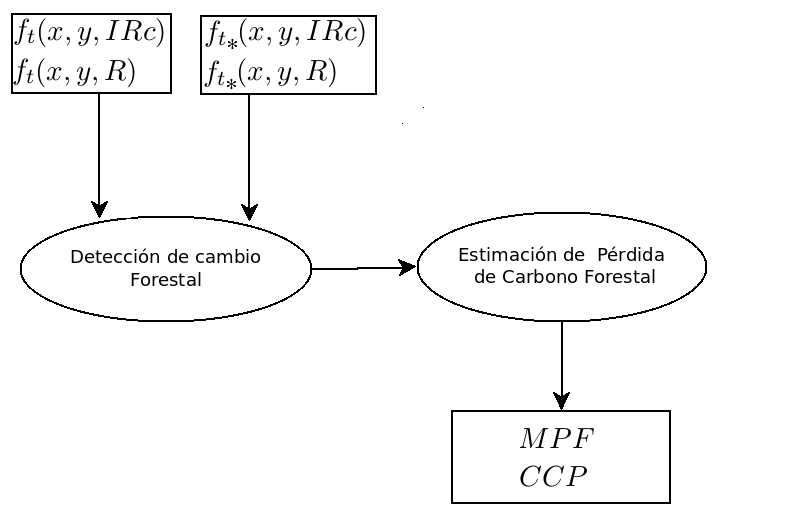 f_t(x, y, IRc)
f_t(x, y, R)
f_{t_*}(x, y, IRc)
f_{t_*}(x, y, R)
Detección de cambio
Forestal
Estimación de Pérdida
de Carbono Forestal
MPF
CCP